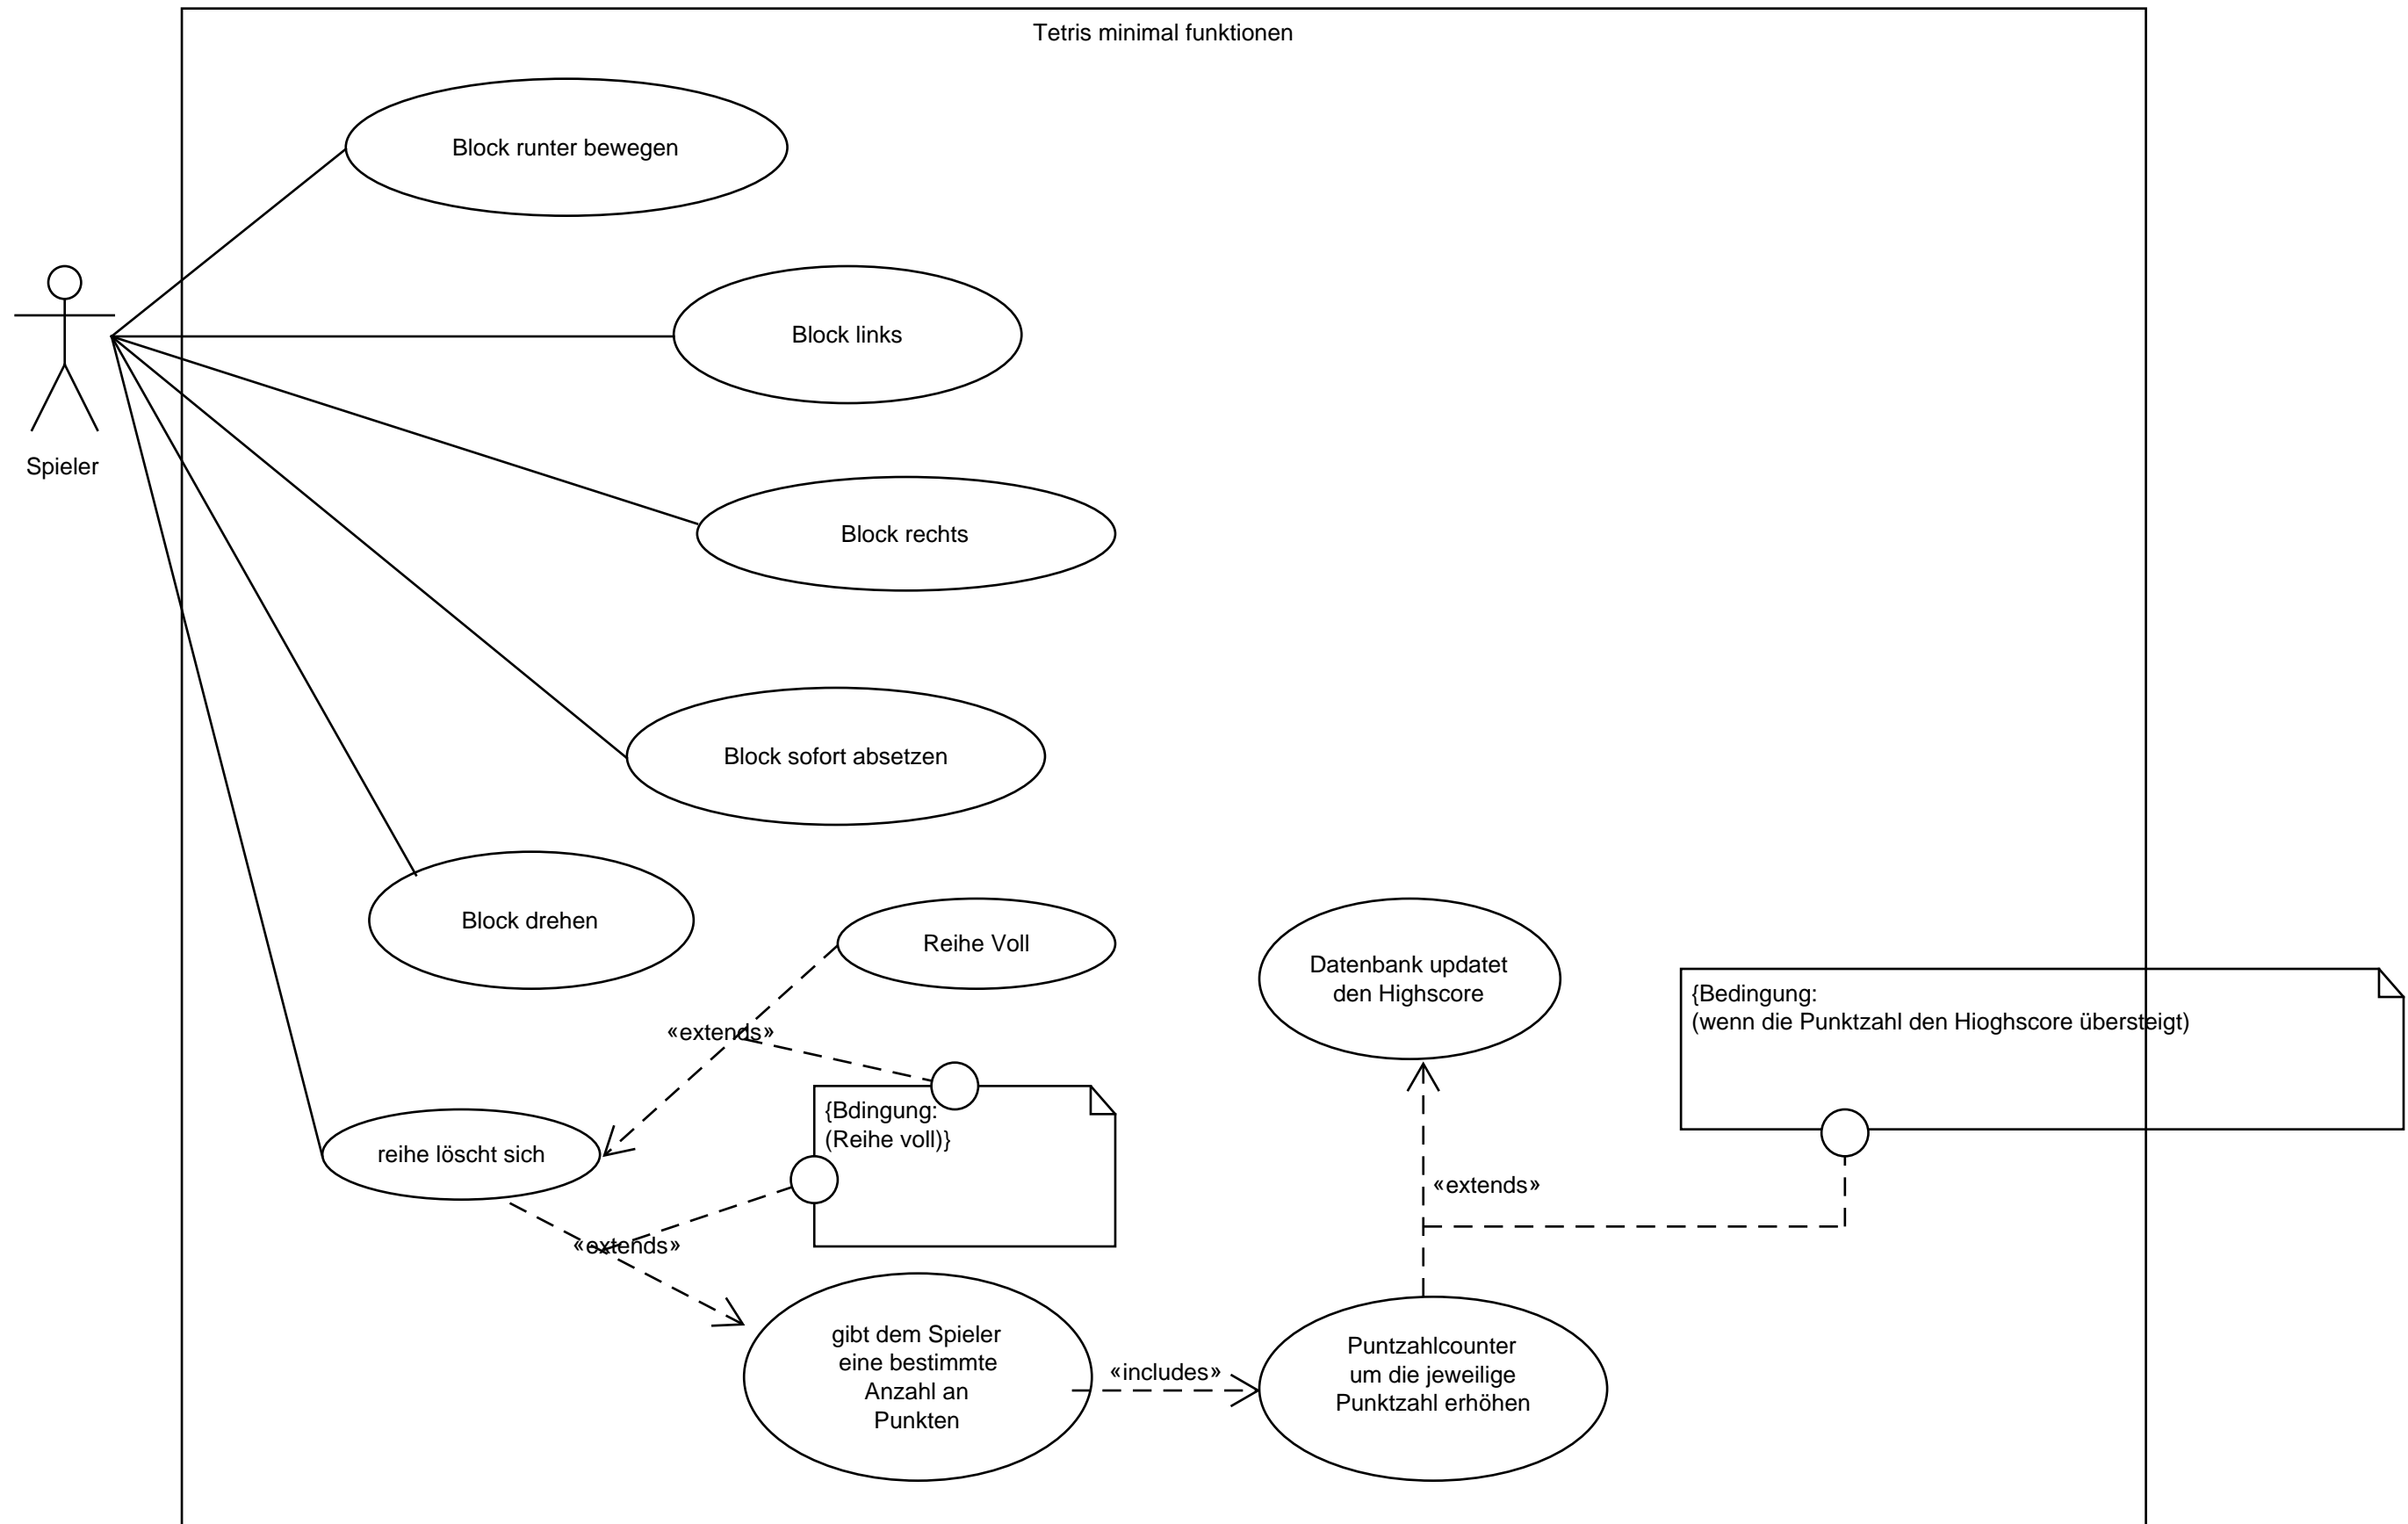 Tetris minimal funktionen
Block runter bewegen
Block links
Spieler
Block rechts
Block sofort absetzen
Block drehen
Reihe Voll
Datenbank updatet
den Highscore
{Bedingung:
(wenn die Punktzahl den Hioghscore übersteigt)
«extends»
{Bdingung:
(Reihe voll)}
reihe löscht sich
«extends»
«extends»
gibt dem Spieler
eine bestimmte
Anzahl an
Punkten
«includes»
Puntzahlcounter
um die jeweilige
Punktzahl erhöhen